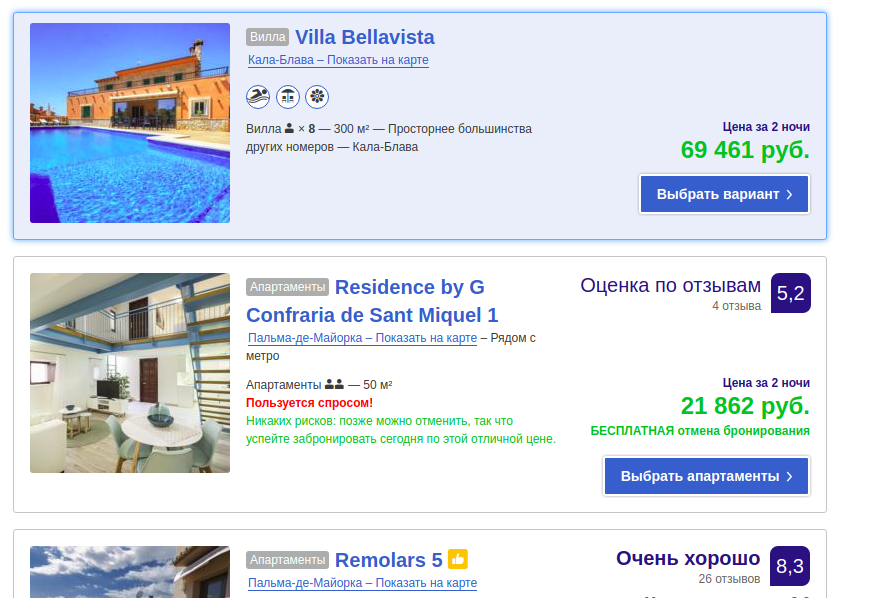 Вилла Villa Bellavista
Кала-Блава – Показать на карте
Вилла × 8 — 300 м² — Просторнее большинства
других номеров — Кала-Блава
Цена за 2 ночи
69 461 руб.
Выбрать вариант
Апартаменты Residence by G
Confraria de Sant Miquel 1
Пальма-де-Майорка – Показать на карте – Рядом с
метро
Апартаменты — 50 м²
Пользуется спросом!
Никаких рисков: позже можно отменить, так что
успейте забронировать сегодня по этой отличной цене.
Оценка по отзывам 5,2
4 отзыва
Цена за 2 ночи
21 862 руб.
БЕСПЛАТНАЯ отмена бронирования
Выбрать апартаменты
Апартаменты Remolars 5
Пальма-де-Майорка – Показать на карте
Очень хорошо 8,3
26 отзывов